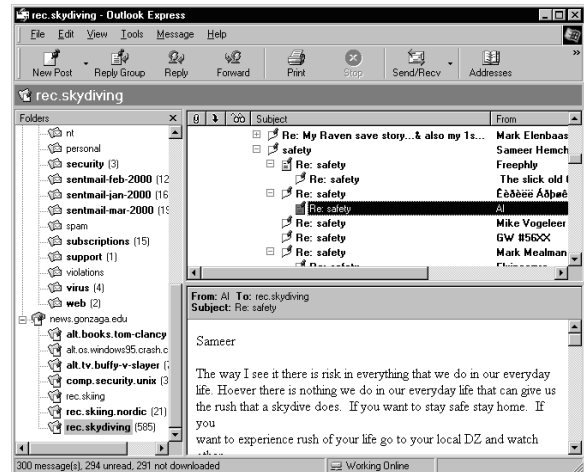 rec.skydiving - Outlook Express
File Edit View Tools Message Help
New Post Reply Group Reply Forward Print Stop Send/Recv Addresses »
rec.skydiving
Folders
nt
personal
security (3)
sentmail-feb-2000 (12
sentmail-jan-2000 (16
sentmail-mar-2000 (19
spam
subscriptions (15)
support (1)
violations
virus (4)
web (2)
news.gonzaga.edu
alt.books.tom-clancy
alt.os.windows95.crash.c
alt.tv.buffy-v-slayer (
comp.security.unix (3
rec.skiing
rec.skiing.nordic (21)
rec.skydiving (585)
Subject From
Re: My Raven save story...& also my 1s... Mark Elenbaas
safety Sameer Hemch
Re: safety Freephly
Re: safety The slick old
Re: safety Êèðèëë Áðþø
Re: safety Al
Re: safety Mike Vogeleer
Re: safety GW #56XX
Re: safety Mark Mealman
Re: safety
From: Al To: rec.skydiving
Subject: Re: safety
Sameer
The way I see it there is risk in everything that we do in our everyday
life. Hoever there is nothing we do in our everyday life that can give us
the rush that a skydive does. If you want to stay safe stay home. If
you
want to experience rush of your life go to your local DZ and watch
300 message(s), 294 unread, 291 not downloaded Working Online